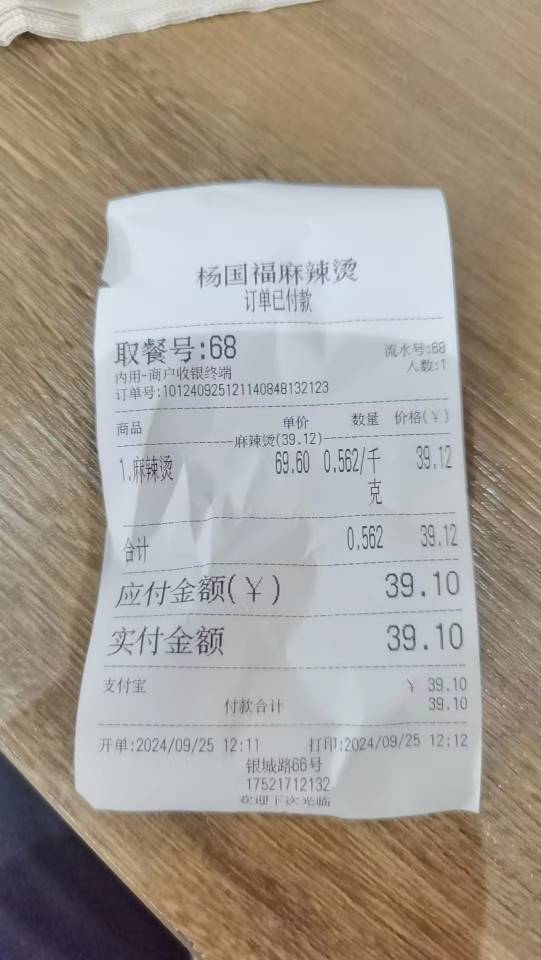 杨国福麻辣烫
订单已付款
取餐号:68
流水号:68
内用-商户收银终端 人数:1
订单号:101240925121140848132123
商品 单价 数量 价格(¥)
麻辣烫(39.12)
1.麻辣烫 69.60 0.562/千 39.12
克
合计 0.562 39.12
应付金额(¥) 39.10
实付金额 39.10
支付宝 ¥ 39.10
付款合计 39.10
开单:2024/09/25 12:11 打印:2024/09/25 12:12
银城路66号
17521712132
欢迎下次光临